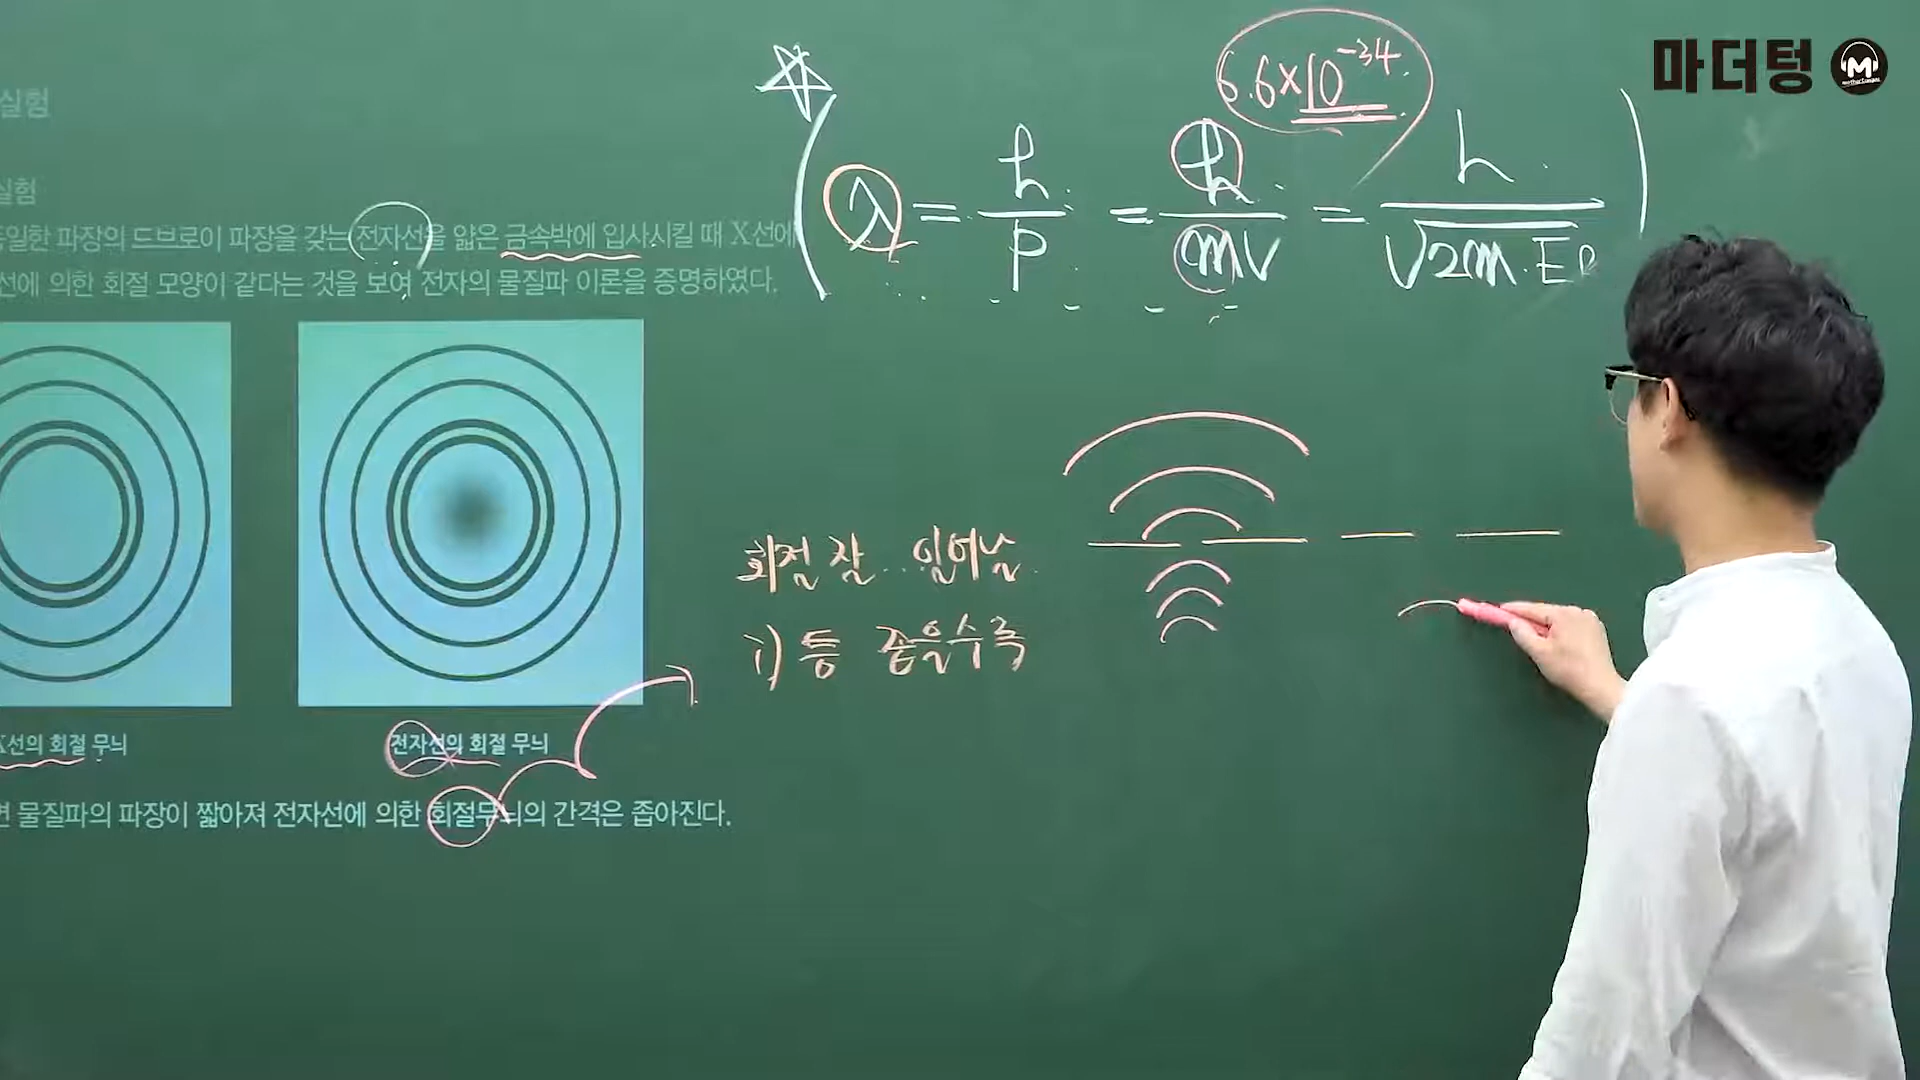 마더텅
실험
실험
동일한 파장의 드브로이 파장을 갖는 전자선을 얇은 금속박에 입사시킬 때 X선에
선에 의한 회절 모양이 같다는 것을 보여 전자의 물질파 이론을 증명하였다.
6.6×10⁻³⁴
λ = h/P = h/mv = h/√2m·E
회절 잘 일어남
i) 틈 좁을수록
X선의 회절 무늬
전자선의 회절 무늬
면 물질파의 파장이 짧아져 전자선에 의한 회절무늬의 간격은 좁아진다.